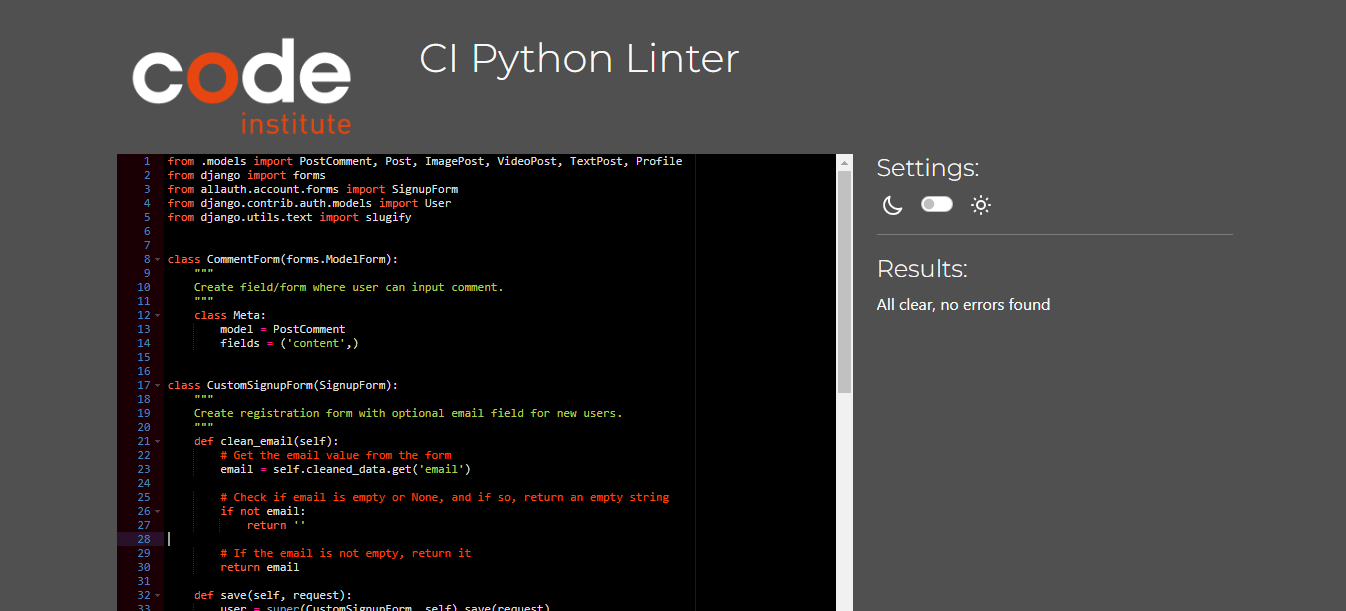 code
institute
CI Python Linter
1 from .models import PostComment, Post, ImagePost, VideoPost, TextPost, Profile
2 from django import forms
3 from allauth.account.forms import SignupForm
4 from django.contrib.auth.models import User
5 from django.utils.text import slugify
6
7
8 class CommentForm(forms.ModelForm):
9     """
10     Create field/form where user can input comment.
11     """
12     class Meta:
13         model = PostComment
14         fields = ('content',)
15
16
17 class CustomSignupForm(SignupForm):
18     """
19     Create registration form with optional email field for new users.
20     """
21     def clean_email(self):
22         # Get the email value from the form
23         email = self.cleaned_data.get('email')
24
25         # Check if email is empty or None, and if so, return an empty string
26         if not email:
27             return ''
28
29         # If the email is not empty, return it
30         return email
31
32     def save(self, request):
33         user = super(CustomSignupForm, self).save(request)
Settings:
Results:
All clear, no errors found